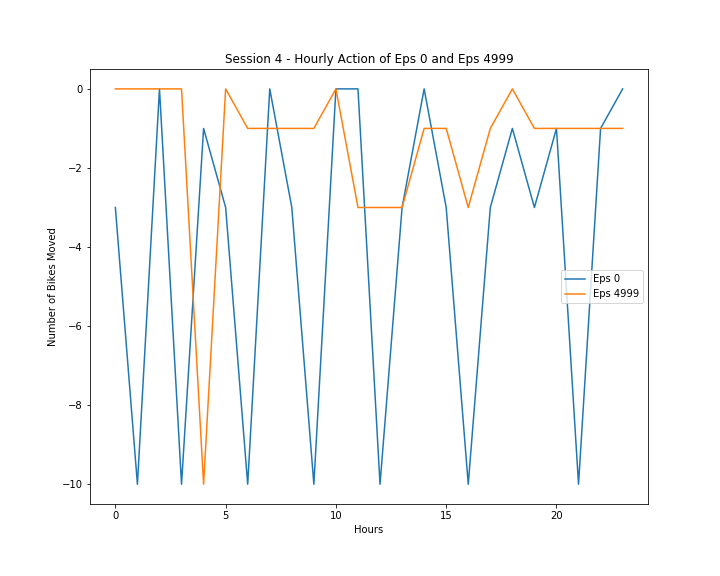 Session 4 - Hourly Action of Eps 0 and Eps 4999
Number of Bikes Moved
0
−2
−4
−6
−8
−10
Eps 0
Eps 4999
0 5 10 15 20
Hours